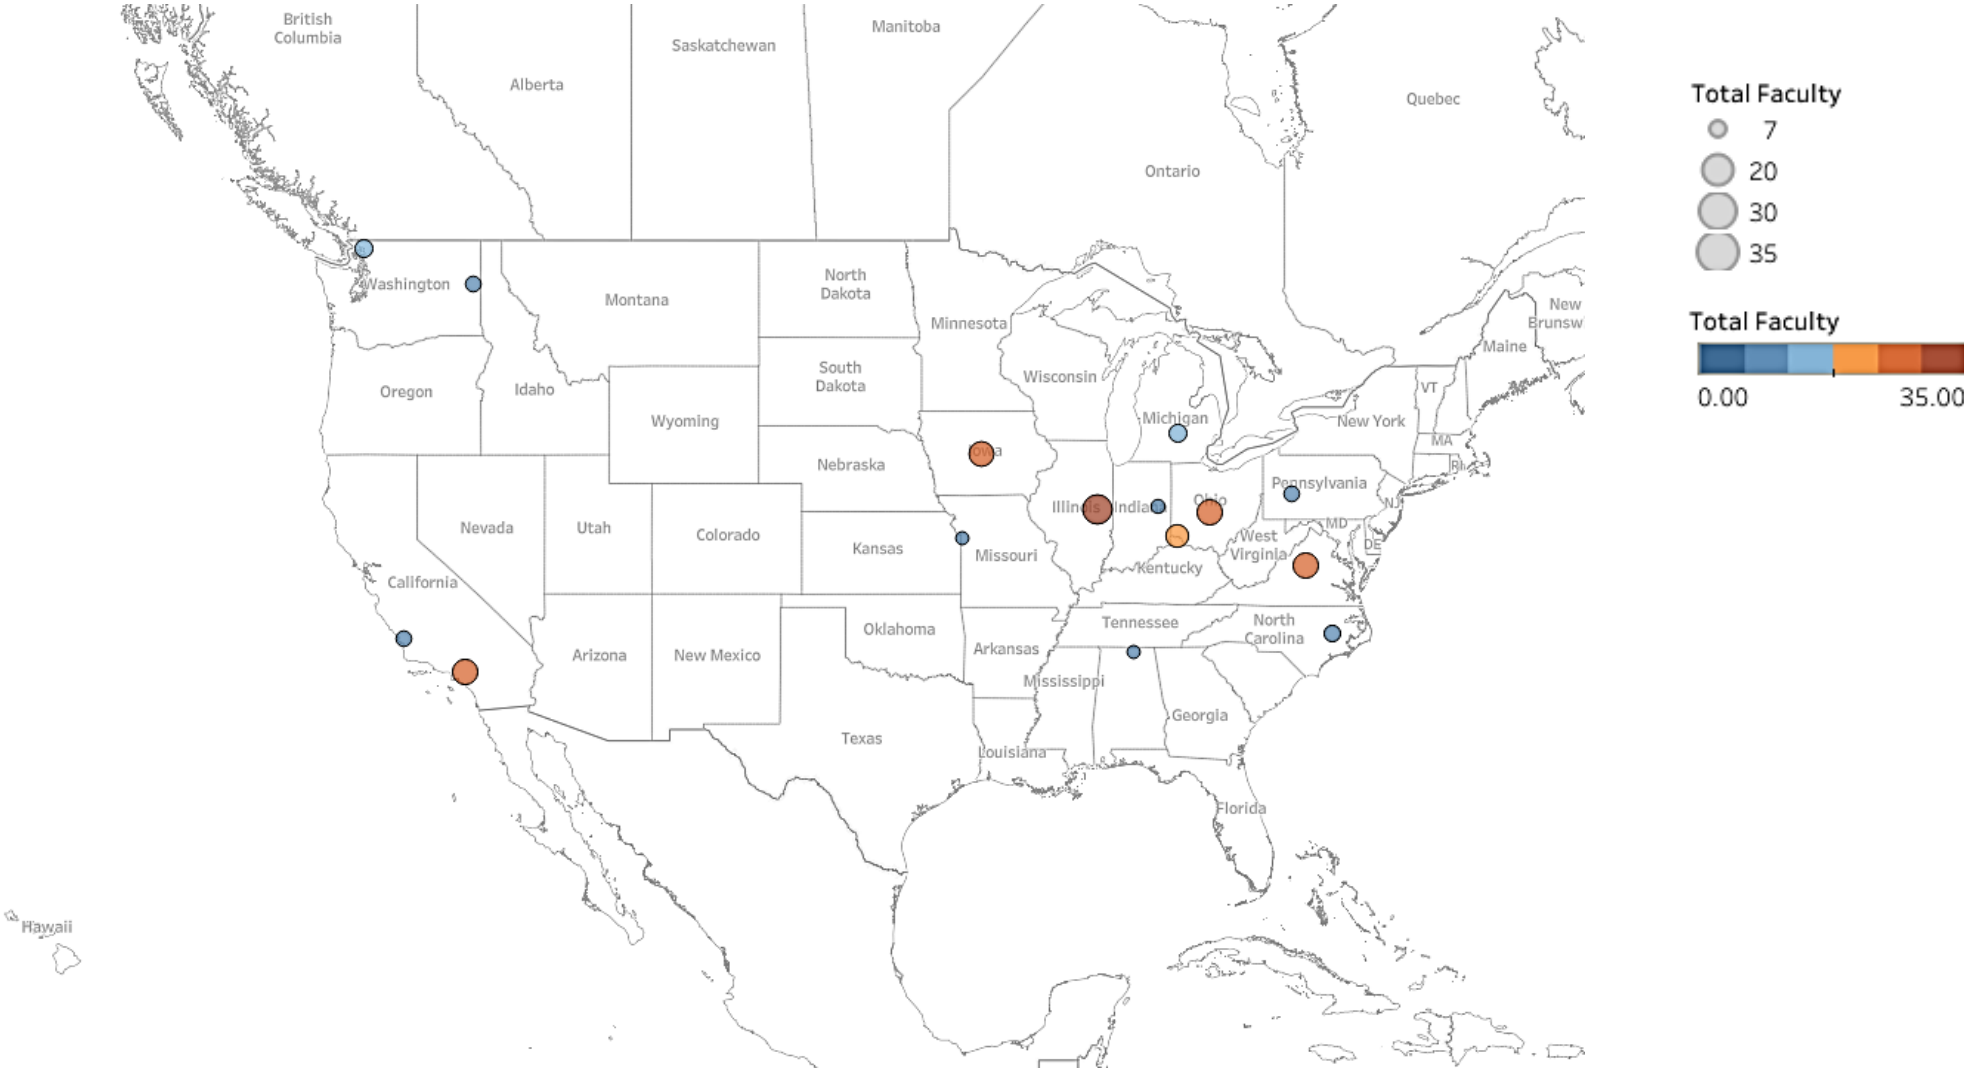 British
Columbia
Alberta
Saskatchewan
Manitoba
Ontario
Quebec
New
Brunsw
Washington
Montana
North
Dakota
Minnesota
Maine
Oregon
Idaho
South
Dakota
Wisconsin
Michigan
VT
New York
MA
RI
Wyoming
Iowa
Nebraska
Pennsylvania
NJ
Nevada
Utah
Colorado
Kansas
Missouri
Illinois
Indiana
Ohio
MD
DE
West
Virginia
Kentucky
California
Arizona
New Mexico
Oklahoma
Arkansas
Tennessee
North
Carolina
Mississippi
Georgia
Texas
Louisiana
Florida
Hawaii
Total Faculty
7
20
30
35
Total Faculty
0.00
35.00